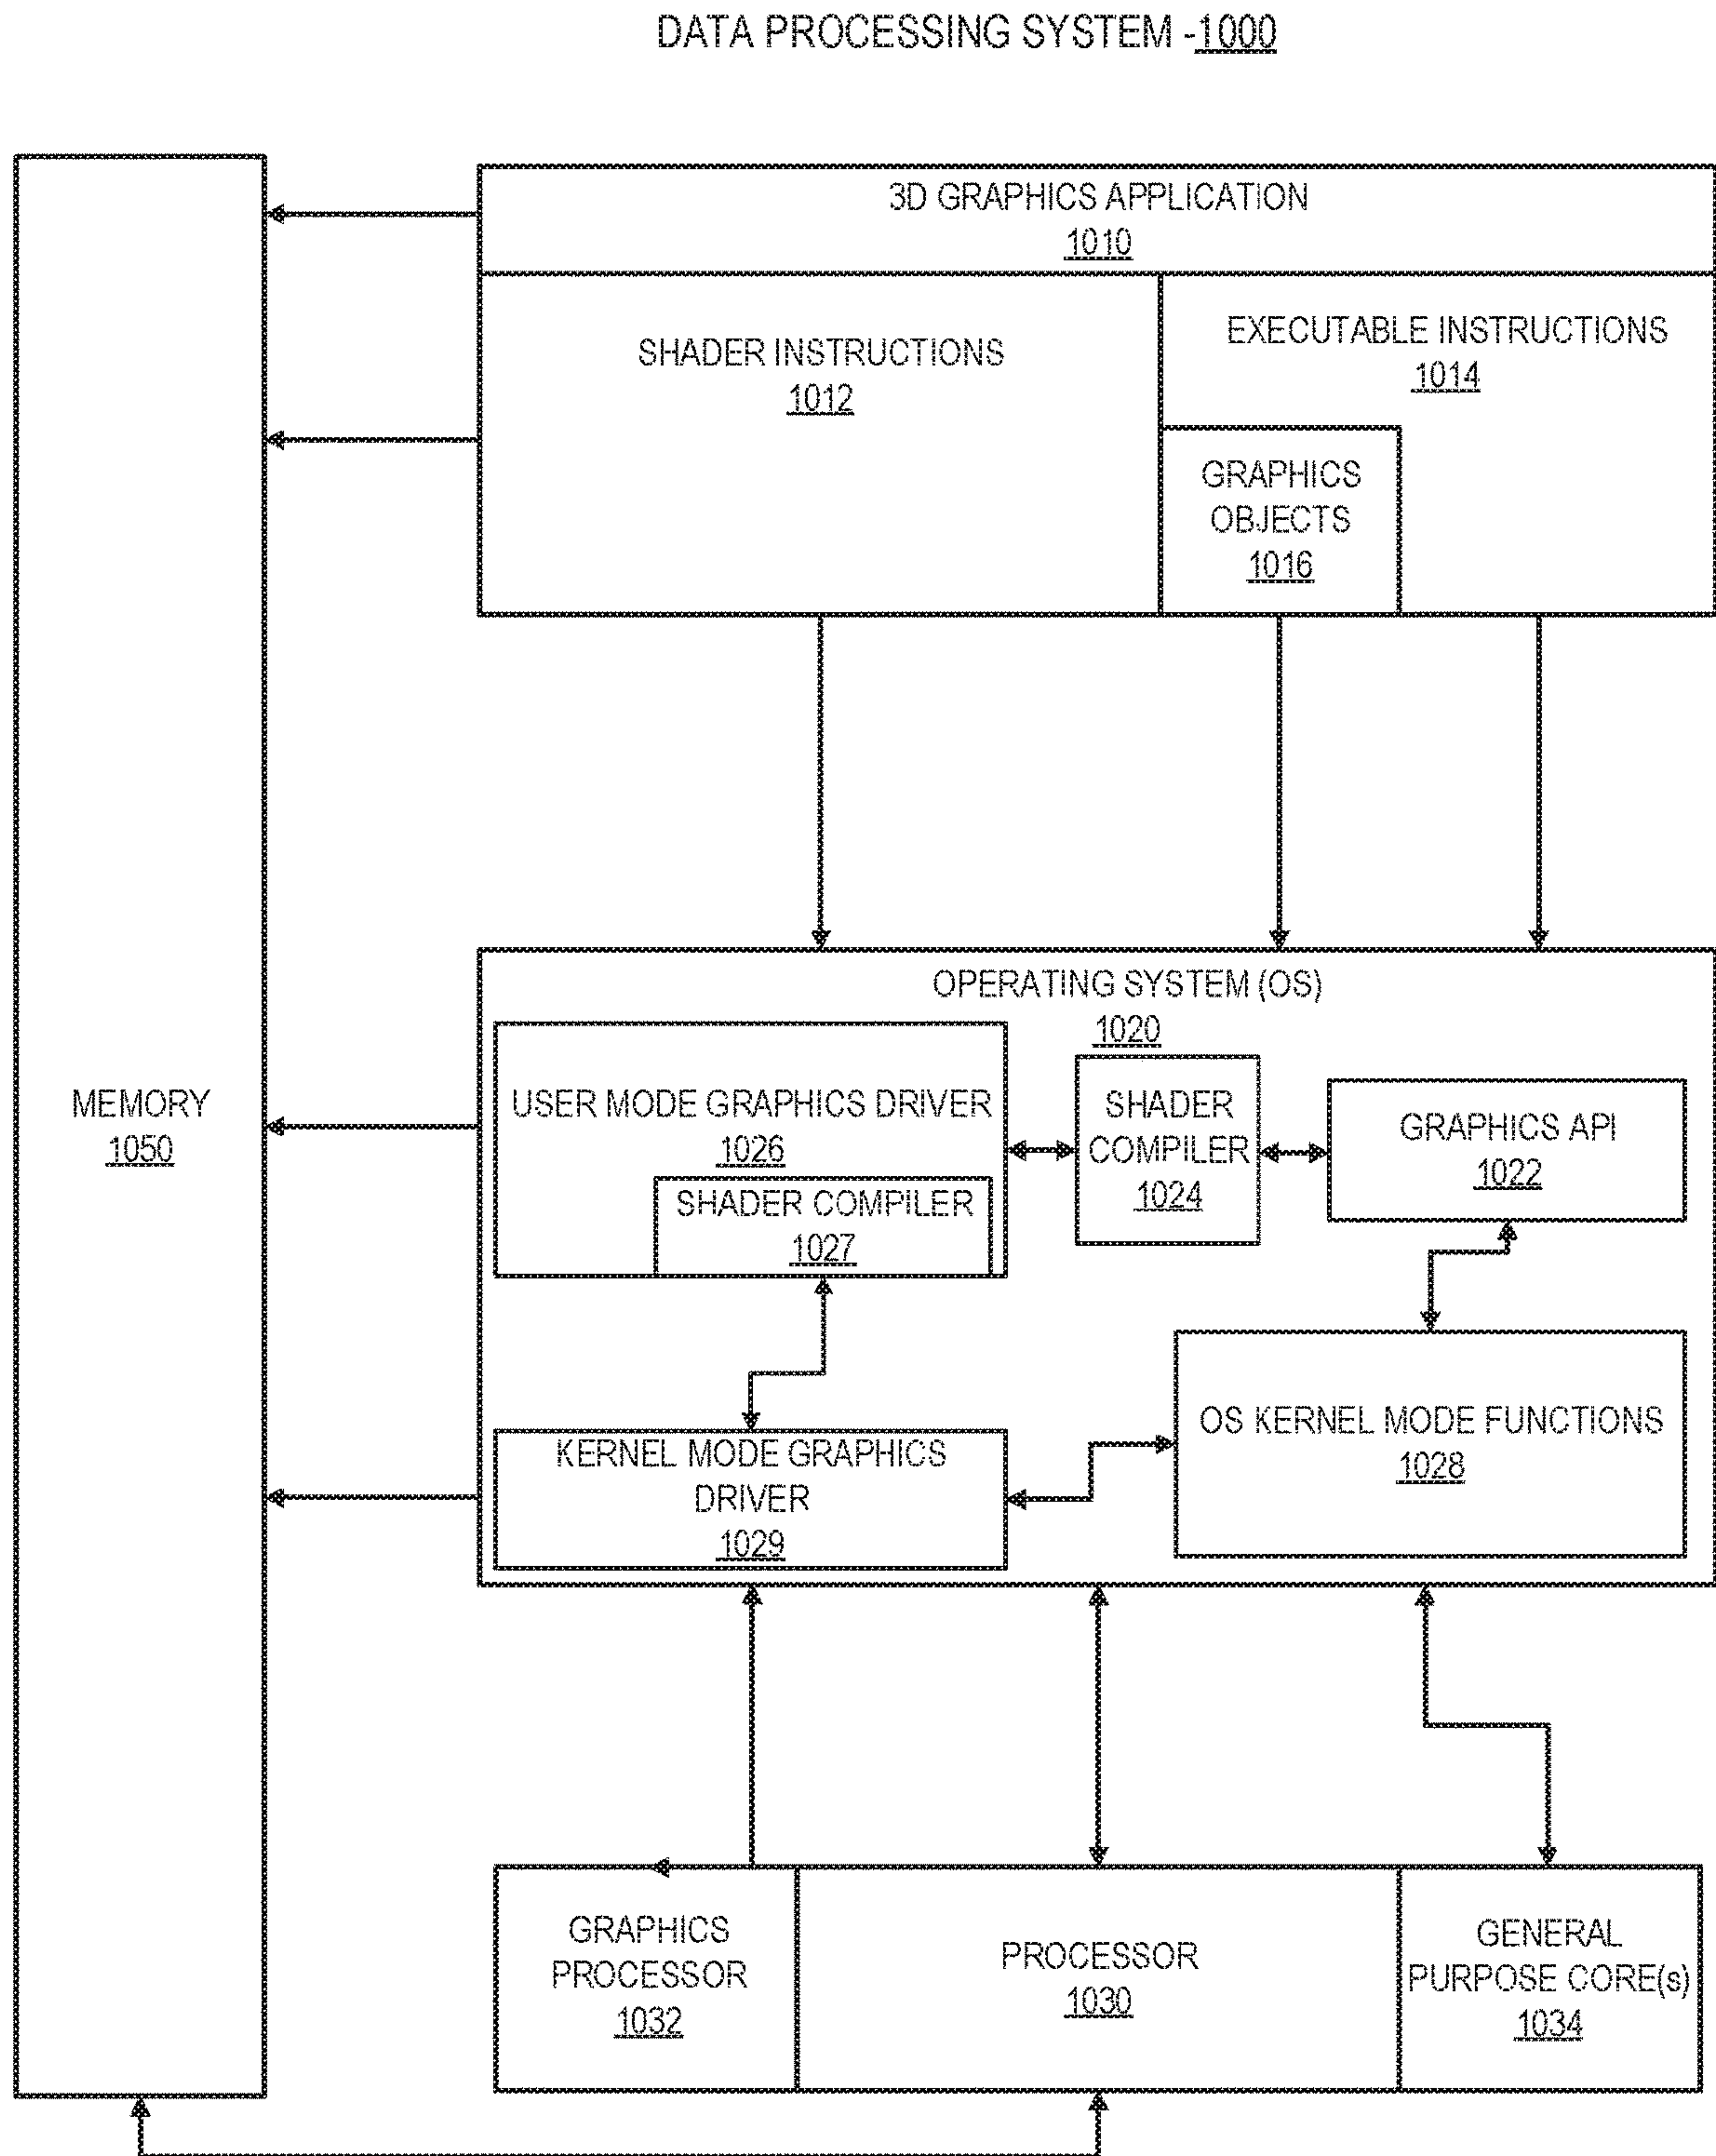 DATA PROCESSING SYSTEM -1000
3D GRAPHICS APPLICATION
1010
SHADER INSTRUCTIONS
1012
EXECUTABLE INSTRUCTIONS
1014
GRAPHICS
OBJECTS
1016
MEMORY
1050
OPERATING SYSTEM (OS)
1020
USER MODE GRAPHICS DRIVER
1026
SHADER COMPILER
1027
SHADER
COMPILER
1024
GRAPHICS API
1022
KERNEL MODE GRAPHICS
DRIVER
1029
OS KERNEL MODE FUNCTIONS
1028
GRAPHICS
PROCESSOR
1032
PROCESSOR
1030
GENERAL
PURPOSE CORE(s)
1034